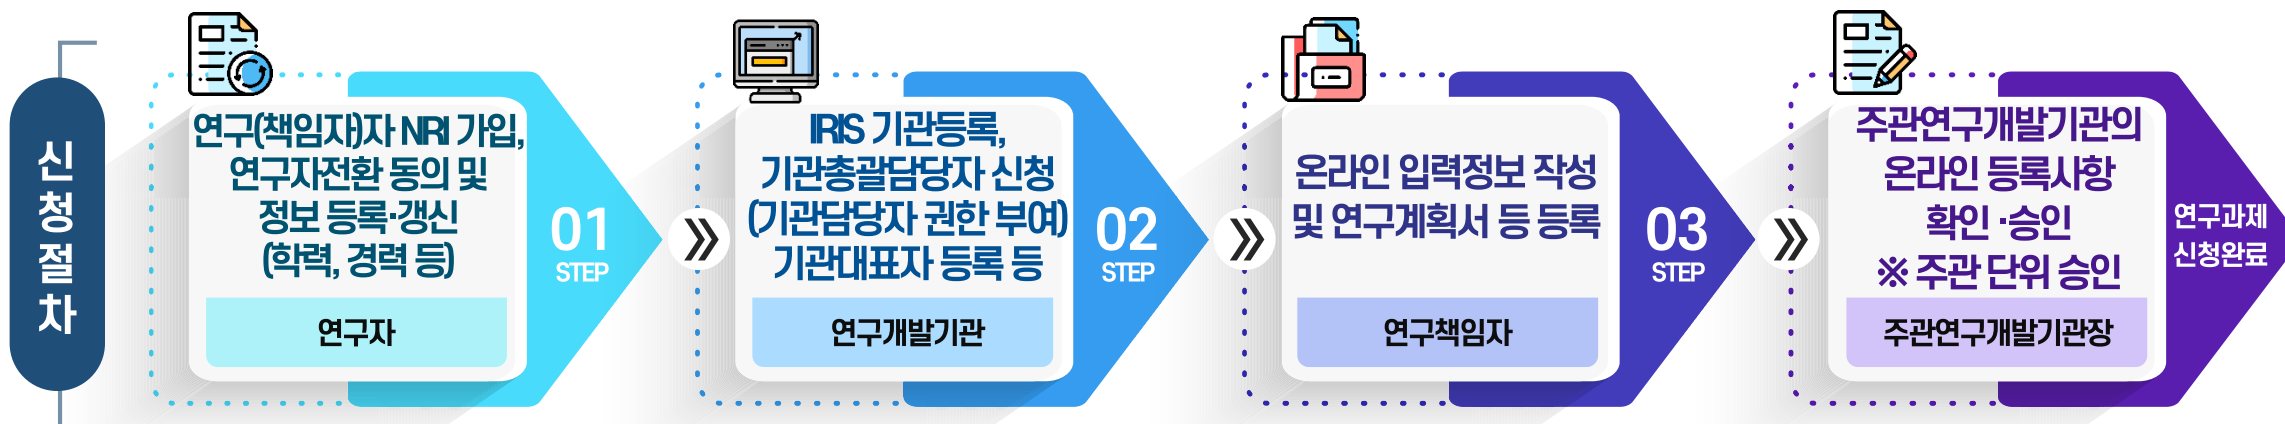 신청절차
연구(책임자)자 NRI 가입,
연구자전환 동의 및
정보 등록·갱신
(학력, 경력 등)
연구자
01
STEP
IRIS 기관등록,
기관총괄담당자 신청
(기관담당자 권한 부여)
기관대표자 등록 등
연구개발기관
02
STEP
온라인 입력정보 작성
및 연구계획서 등 등록
연구책임자
03
STEP
주관연구개발기관의
온라인 등록사항
확인 ·승인
※ 주관 단위 승인
주관연구개발기관장
연구과제
신청완료